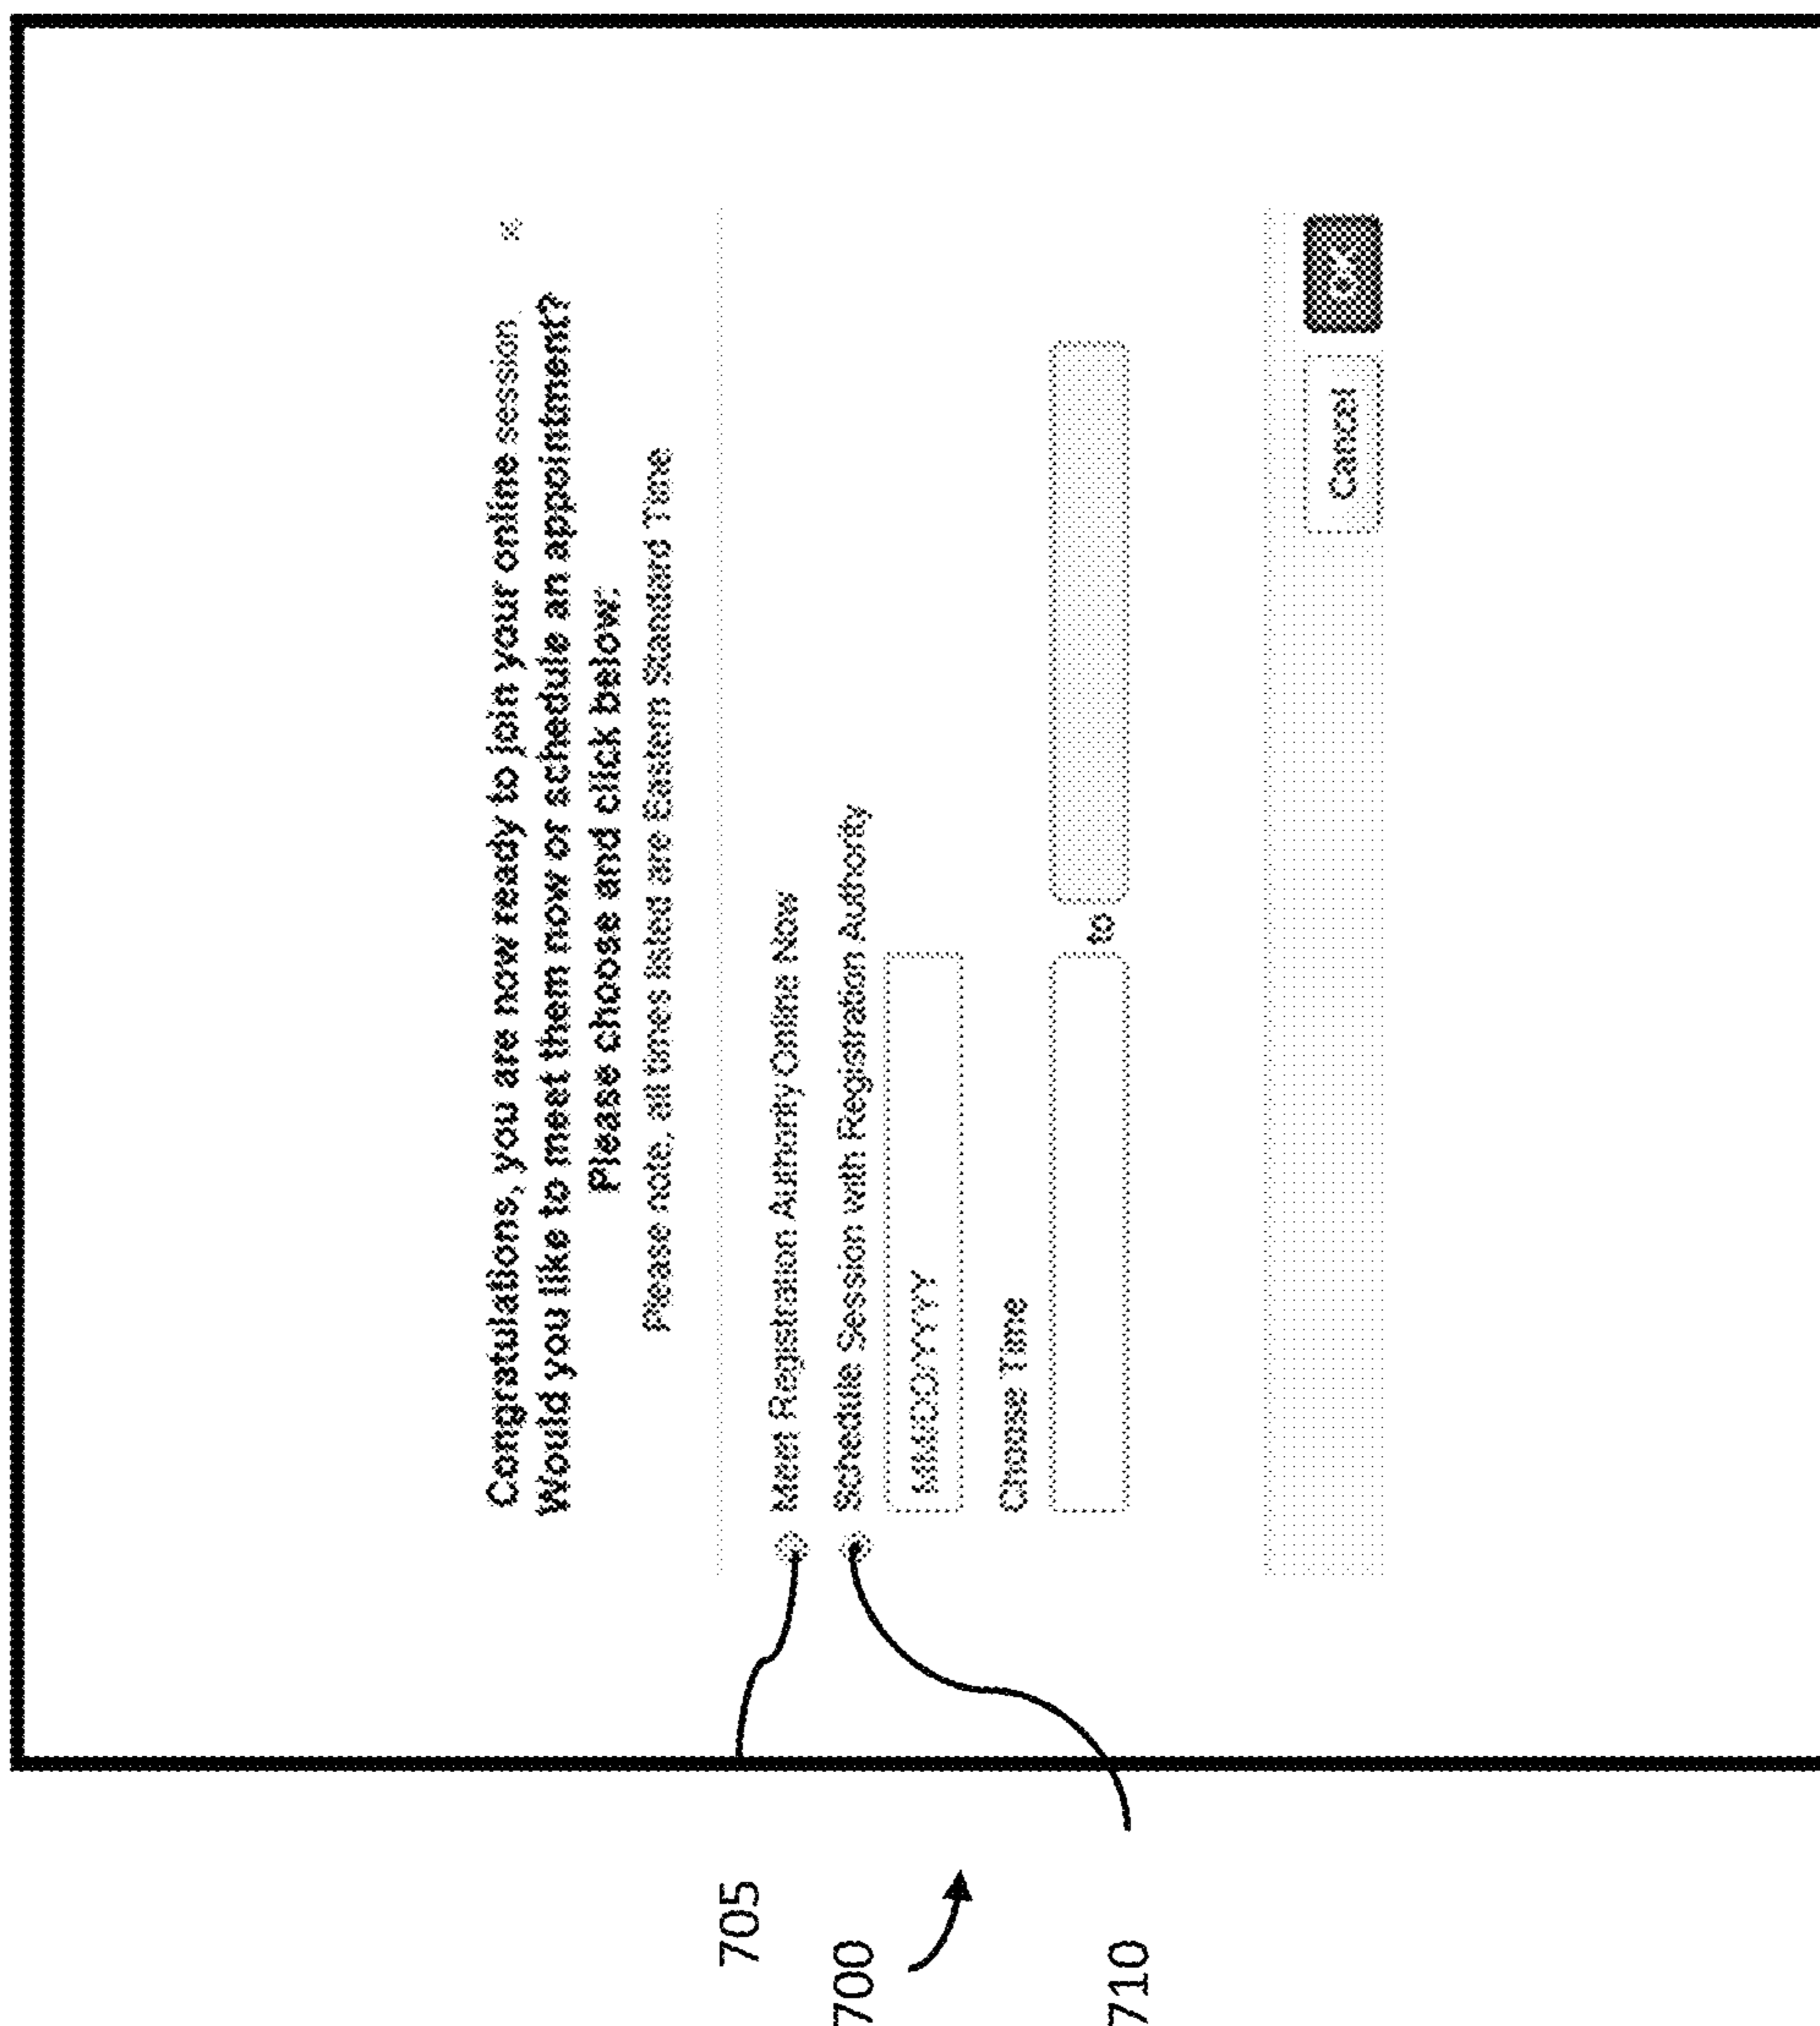 Congratulations, you are now ready to join your online session.
Would you like to meet them now or schedule an appointment?
Please choose and click below:
Please note, all times listed are Eastern Standard Time
Meet Registration Authority Online Now
Schedule Session with Registration Authority
MM/DD/YYYY
Choose Time
to
Cancel OK
705
700
710